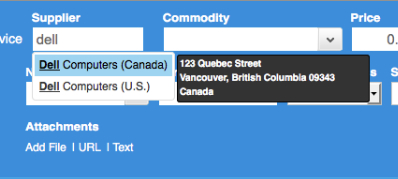 Supplier Commodity Price
vice dell 0.
Dell Computers (Canada)
Dell Computers (U.S.)
123 Quebec Street
Vancouver, British Columbia 09343
Canada
N s S
Attachments
Add File | URL | Text